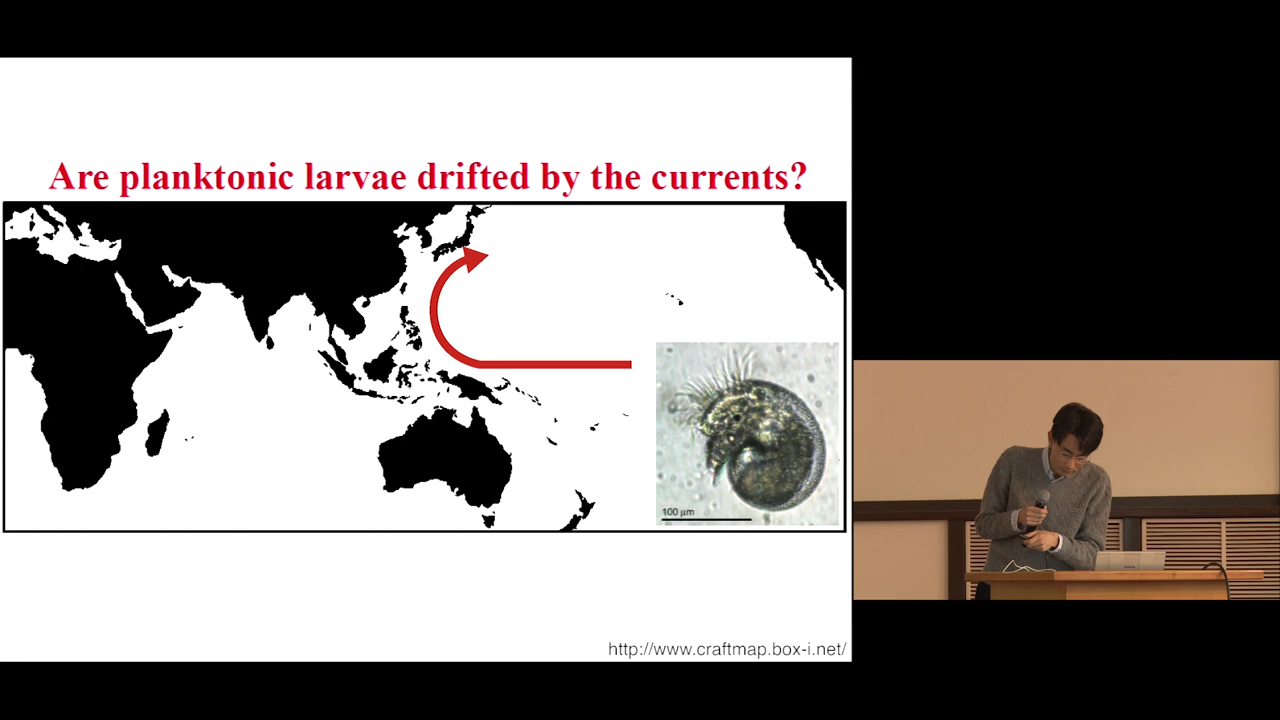 Are planktonic larvae drifted by the currents?
100 µm
http://www.craftmap.box-i.net/